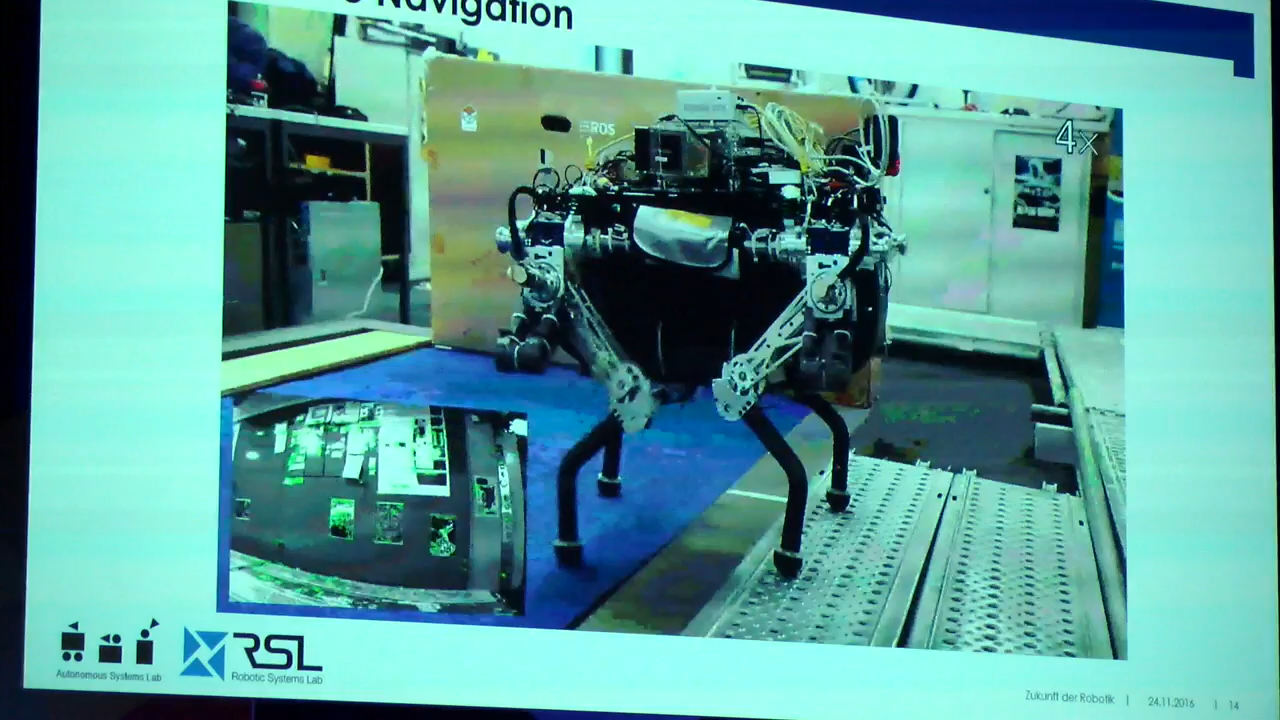 Navigation
4x
ROS
RSL
Autonomous Systems Lab
Robotic Systems Lab
Zukunft der Robotik | 24.11.2016 | 14